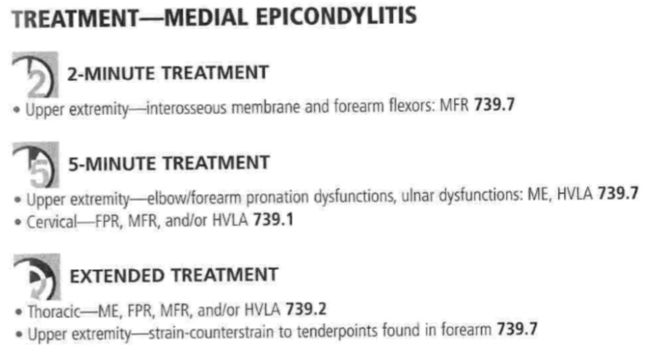 TREATMENT—MEDIAL EPICONDYLITIS
2
2-MINUTE TREATMENT
• Upper extremity—interosseous membrane and forearm flexors: MFR 739.7
5
5-MINUTE TREATMENT
• Upper extremity—elbow/forearm pronation dysfunctions, ulnar dysfunctions: ME, HVLA 739.7
• Cervical—FPR, MFR, and/or HVLA 739.1
EXTENDED TREATMENT
• Thoracic—ME, FPR, MFR, and/or HVLA 739.2
• Upper extremity—strain-counterstrain to tenderpoints found in forearm 739.7